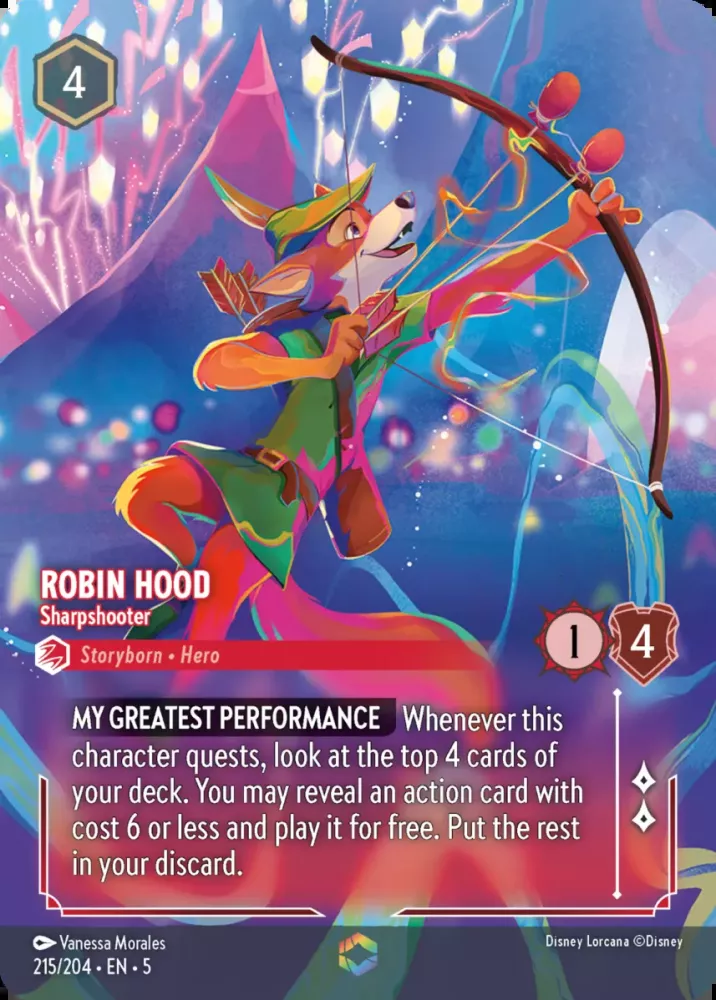 4
ROBIN HOOD
Sharpshooter
Storyborn • Hero
1
4
MY GREATEST PERFORMANCE Whenever this
character quests, look at the top 4 cards of
your deck. You may reveal an action card with
cost 6 or less and play it for free. Put the rest
in your discard.
Vanessa Morales
Disney Lorcana ©Disney
215/204 • EN • 5